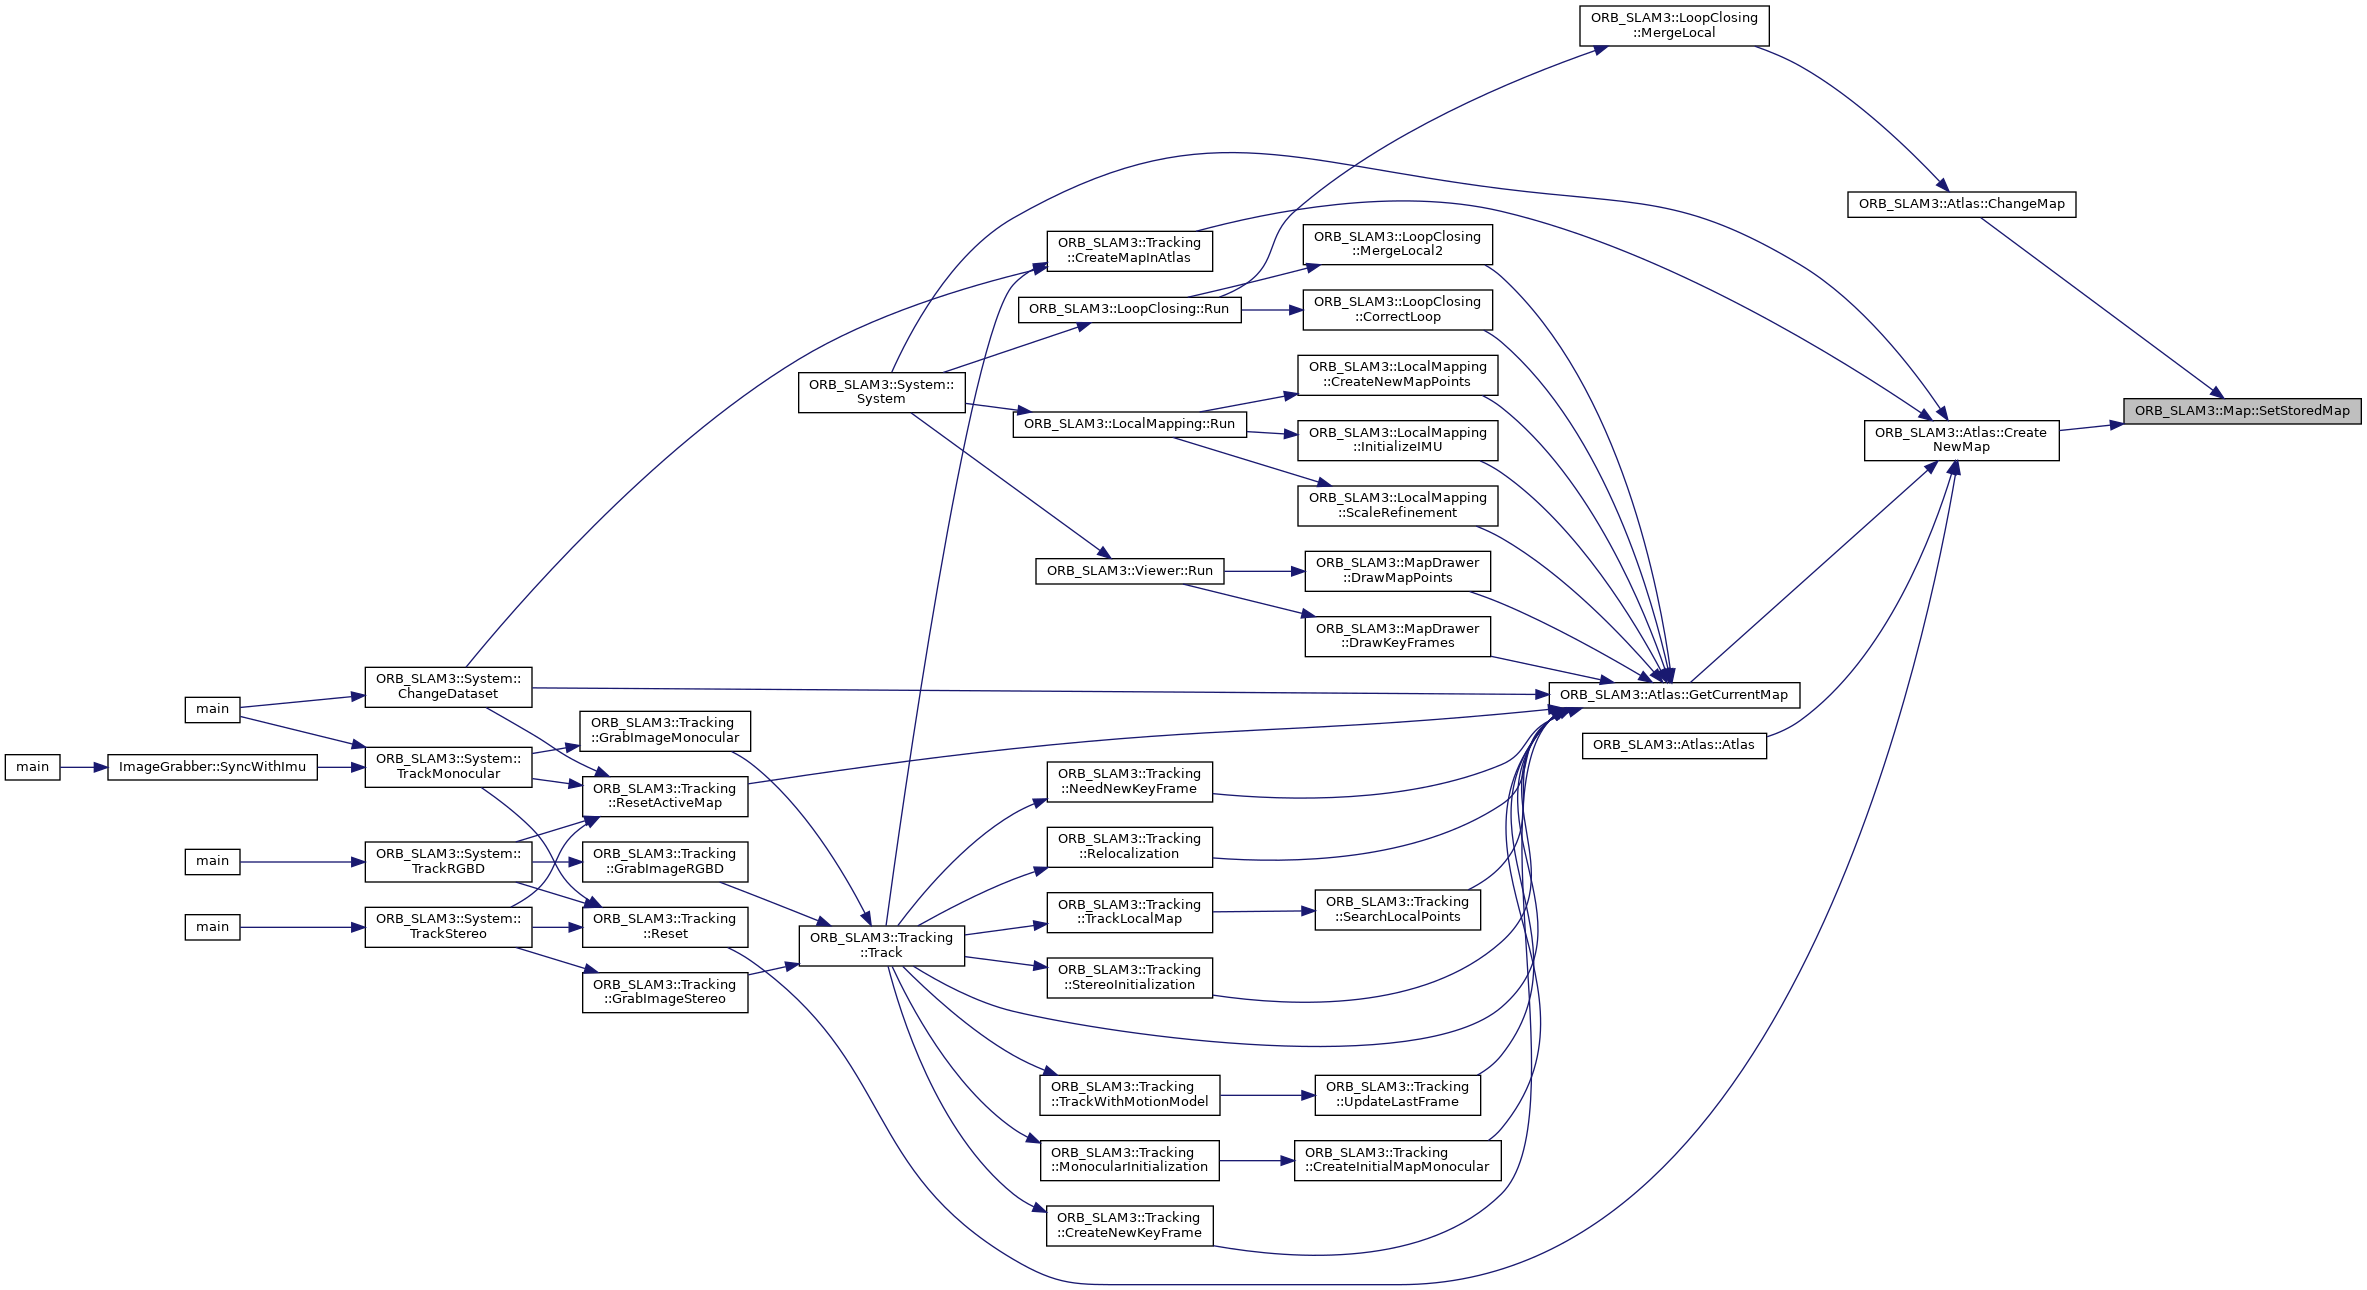 ORB_SLAM3::LoopClosing
::MergeLocal
ORB_SLAM3::Atlas::ChangeMap
ORB_SLAM3::Tracking
::CreateMapInAtlas
ORB_SLAM3::LoopClosing
::MergeLocal2
ORB_SLAM3::LoopClosing::Run
ORB_SLAM3::LoopClosing
::CorrectLoop
ORB_SLAM3::System::
System
ORB_SLAM3::LocalMapping
::CreateNewMapPoints
ORB_SLAM3::Map::SetStoredMap
ORB_SLAM3::LocalMapping::Run
ORB_SLAM3::LocalMapping
::InitializeIMU
ORB_SLAM3::Atlas::Create
NewMap
ORB_SLAM3::LocalMapping
::ScaleRefinement
ORB_SLAM3::Viewer::Run
ORB_SLAM3::MapDrawer
::DrawMapPoints
ORB_SLAM3::MapDrawer
::DrawKeyFrames
ORB_SLAM3::System::
ChangeDataset
ORB_SLAM3::Atlas::GetCurrentMap
main
ORB_SLAM3::Tracking
::GrabImageMonocular
ORB_SLAM3::Atlas::Atlas
main
ImageGrabber::SyncWithImu
ORB_SLAM3::System::
TrackMonocular
ORB_SLAM3::Tracking
::ResetActiveMap
ORB_SLAM3::Tracking
::NeedNewKeyFrame
main
ORB_SLAM3::System::
TrackRGBD
ORB_SLAM3::Tracking
::GrabImageRGBD
ORB_SLAM3::Tracking
::Relocalization
main
ORB_SLAM3::System::
TrackStereo
ORB_SLAM3::Tracking
::Reset
ORB_SLAM3::Tracking
::Track
ORB_SLAM3::Tracking
::TrackLocalMap
ORB_SLAM3::Tracking
::SearchLocalPoints
ORB_SLAM3::Tracking
::GrabImageStereo
ORB_SLAM3::Tracking
::StereoInitialization
ORB_SLAM3::Tracking
::TrackWithMotionModel
ORB_SLAM3::Tracking
::UpdateLastFrame
ORB_SLAM3::Tracking
::MonocularInitialization
ORB_SLAM3::Tracking
::CreateInitialMapMonocular
ORB_SLAM3::Tracking
::CreateNewKeyFrame